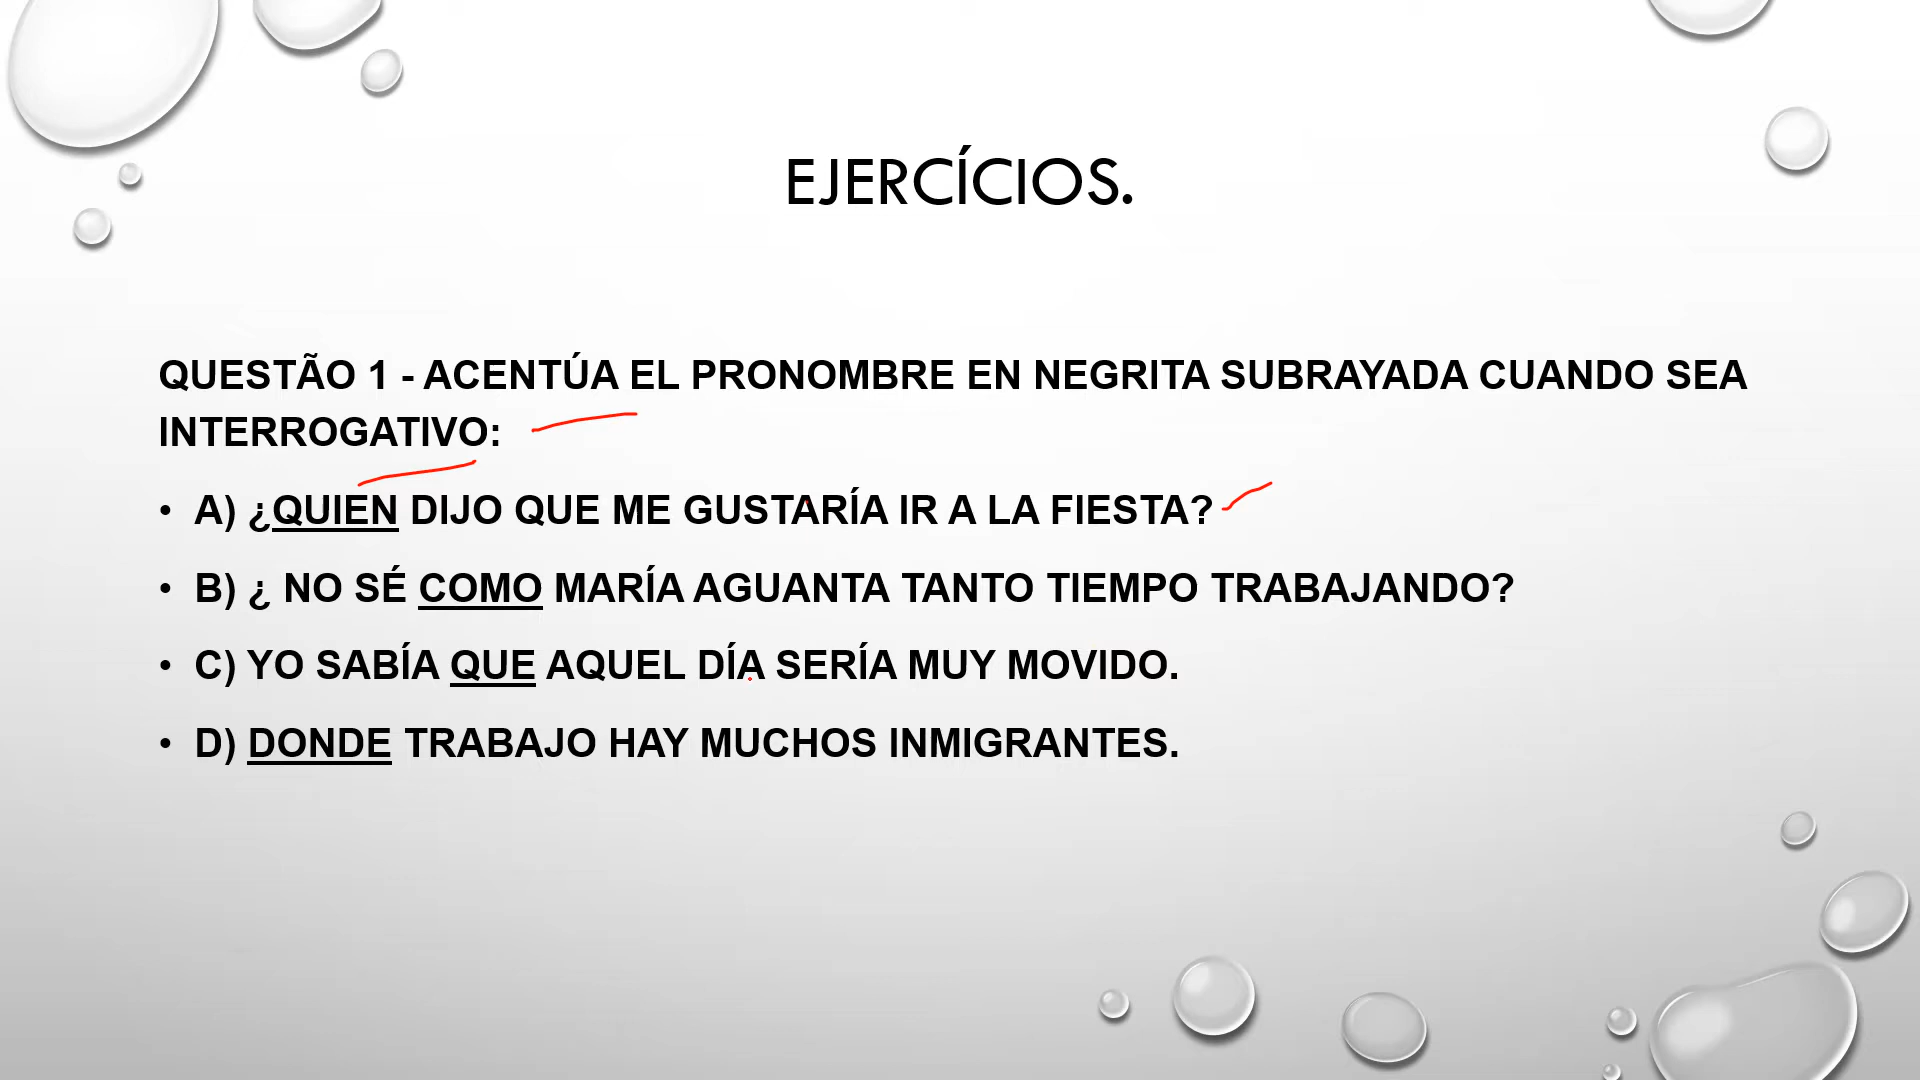 EJERCÍCIOS.
QUESTÃO 1 - ACENTÚA EL PRONOMBRE EN NEGRITA SUBRAYADA CUANDO SEA
INTERROGATIVO:
• A) ¿QUIEN DIJO QUE ME GUSTARÍA IR A LA FIESTA?
• B) ¿ NO SÉ COMO MARÍA AGUANTA TANTO TIEMPO TRABAJANDO?
• C) YO SABÍA QUE AQUEL DÍA SERÍA MUY MOVIDO.
• D) DONDE TRABAJO HAY MUCHOS INMIGRANTES.